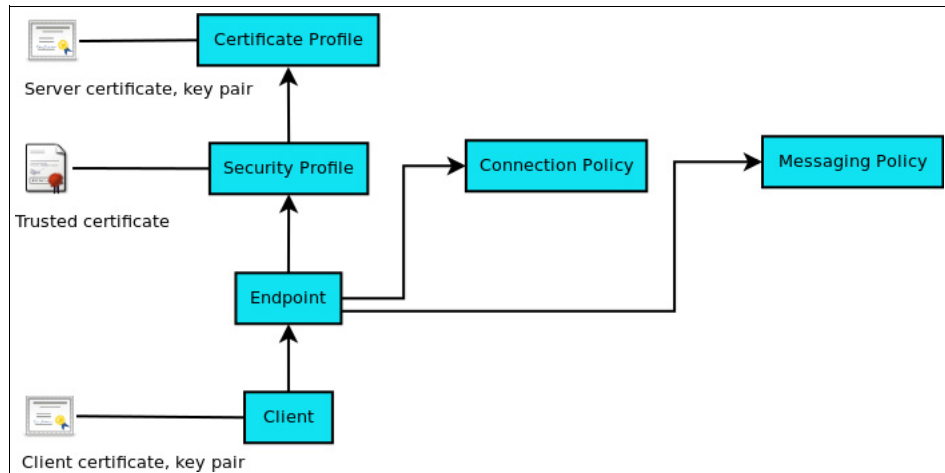 Certificate Profile
Server certificate, key pair
Security Profile
Connection Policy
Messaging Policy
Trusted certificate
Endpoint
Client
Client certificate, key pair